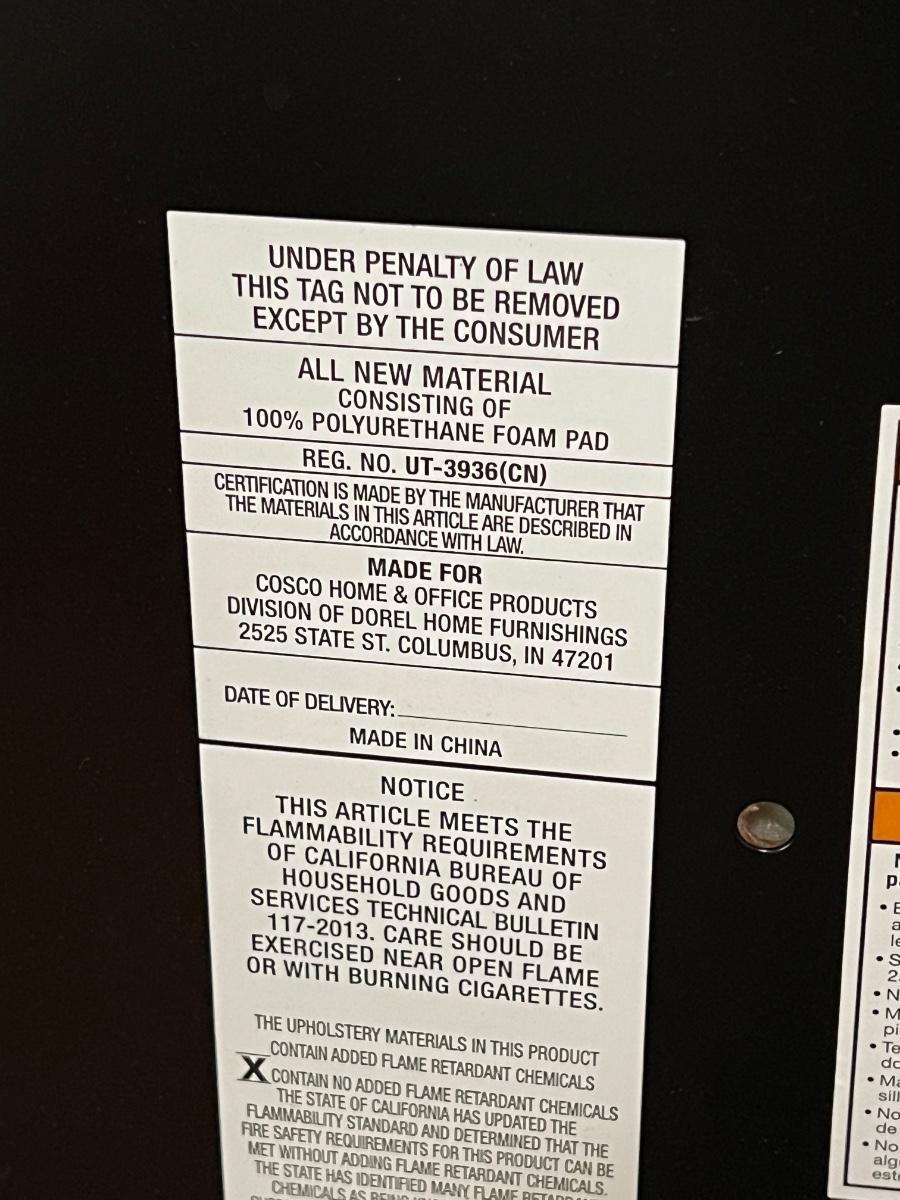 UNDER PENALTY OF LAW
THIS TAG NOT TO BE REMOVED
EXCEPT BY THE CONSUMER
ALL NEW MATERIAL
CONSISTING OF
100% POLYURETHANE FOAM PAD
REG. NO. UT-3936(CN)
CERTIFICATION IS MADE BY THE MANUFACTURER THAT
THE MATERIALS IN THIS ARTICLE ARE DESCRIBED IN
ACCORDANCE WITH LAW.
MADE FOR
COSCO HOME & OFFICE PRODUCTS
DIVISION OF DOREL HOME FURNISHINGS
2525 STATE ST. COLUMBUS, IN 47201
DATE OF DELIVERY:
MADE IN CHINA
NOTICE
THIS ARTICLE MEETS THE
FLAMMABILITY REQUIREMENTS
OF CALIFORNIA BUREAU OF
HOUSEHOLD GOODS AND
SERVICES TECHNICAL BULLETIN
117-2013. CARE SHOULD BE
EXERCISED NEAR OPEN FLAME
OR WITH BURNING CIGARETTES.
THE UPHOLSTERY MATERIALS IN THIS PRODUCT
CONTAIN ADDED FLAME RETARDANT CHEMICALS
X CONTAIN NO ADDED FLAME RETARDANT CHEMICALS
THE STATE OF CALIFORNIA HAS UPDATED THE
FLAMMABILITY STANDARD AND DETERMINED THAT THE
FIRE SAFETY REQUIREMENTS FOR THIS PRODUCT CAN BE
MET WITHOUT ADDING FLAME RETARDANT CHEMICALS.
THE STATE HAS IDENTIFIED MANY FLAME
CHEMICALS AS BEING